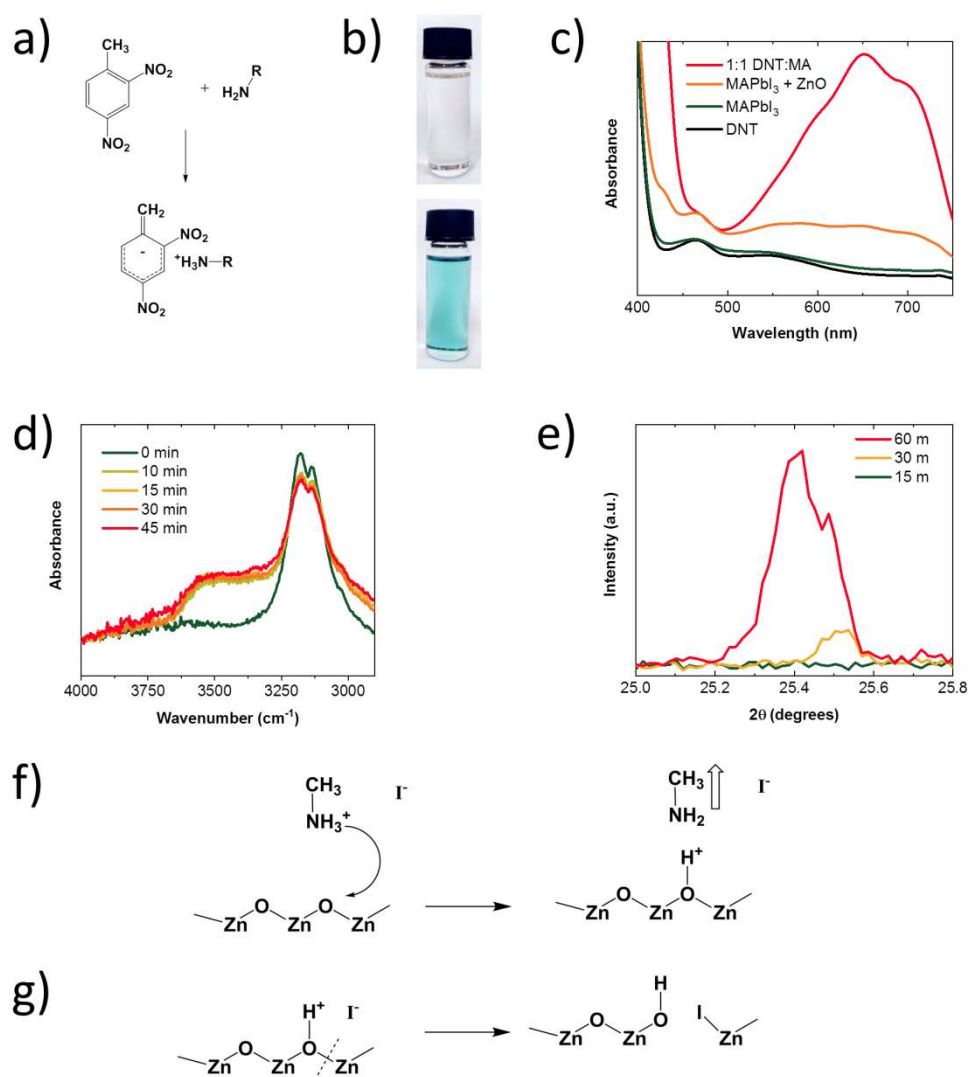 a)
CH3
NO2
NO2
+
H2N
R
CH2
NO2
-
+H3N-R
NO2
b)
c)
1:1 DNT:MA
MAPbI3 + ZnO
MAPbI3
DNT
Absorbance
400 500 600 700
Wavelength (nm)
d)
0 min
10 min
15 min
30 min
45 min
Absorbance
4000 3750 3500 3250 3000
Wavenumber (cm-1)
e)
60 m
30 m
15 m
Intensity (a.u.)
25.0 25.2 25.4 25.6 25.8
2θ (degrees)
f)
CH3 I-
NH3+
O O
Zn Zn Zn
CH3 I-
NH2
H+
O O
Zn Zn Zn
g)
H+ I-
O O
Zn Zn Zn
H
O O I
Zn Zn Zn